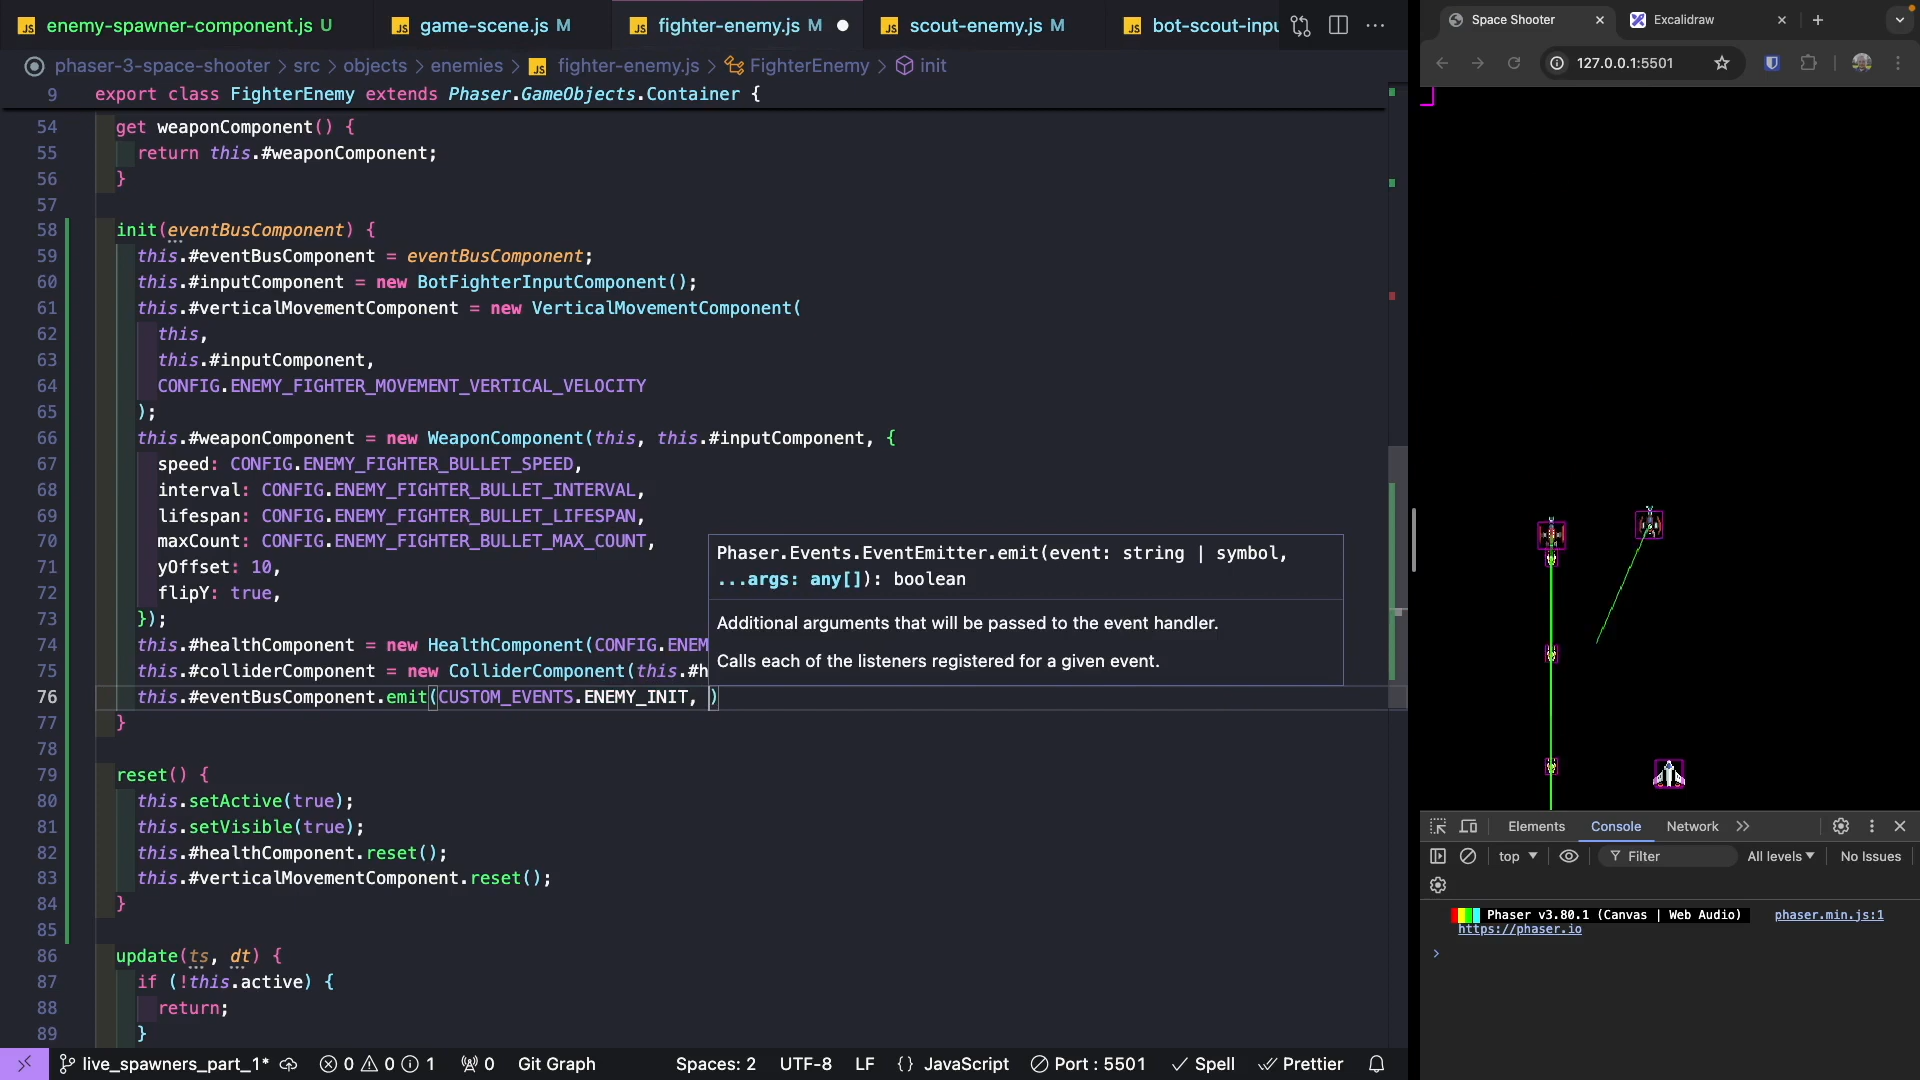 enemy-spawner-component.js U
game-scene.js M
fighter-enemy.js M
scout-enemy.js M
bot-scout-inpu
phaser-3-space-shooter > src > objects > enemies > fighter-enemy.js > FighterEnemy > init
9 export class FighterEnemy extends Phaser.GameObjects.Container {
54 get weaponComponent() {
55 return this.#weaponComponent;
56 }
57
58 init(eventBusComponent) {
59 this.#eventBusComponent = eventBusComponent;
60 this.#inputComponent = new BotFighterInputComponent();
61 this.#verticalMovementComponent = new VerticalMovementComponent(
62 this,
63 this.#inputComponent,
64 CONFIG.ENEMY_FIGHTER_MOVEMENT_VERTICAL_VELOCITY
65 );
66 this.#weaponComponent = new WeaponComponent(this, this.#inputComponent, {
67 speed: CONFIG.ENEMY_FIGHTER_BULLET_SPEED,
68 interval: CONFIG.ENEMY_FIGHTER_BULLET_INTERVAL,
69 lifespan: CONFIG.ENEMY_FIGHTER_BULLET_LIFESPAN,
70 maxCount: CONFIG.ENEMY_FIGHTER_BULLET_MAX_COUNT,
71 yOffset: 10,
72 flipY: true,
73 });
74 this.#healthComponent = new HealthComponent(CONFIG.ENEM
75 this.#colliderComponent = new ColliderComponent(this.#h
76 this.#eventBusComponent.emit(CUSTOM_EVENTS.ENEMY_INIT, )
77 }
78
79 reset() {
80 this.setActive(true);
81 this.setVisible(true);
82 this.#healthComponent.reset();
83 this.#verticalMovementComponent.reset();
84 }
85
86 update(ts, dt) {
87 if (!this.active) {
88 return;
89 }
Phaser.Events.EventEmitter.emit(event: string | symbol,
...args: any[]): boolean
Additional arguments that will be passed to the event handler.
Calls each of the listeners registered for a given event.
live_spawners_part_1* 0 0 1 0 Git Graph Spaces: 2 UTF-8 LF {} JavaScript Port : 5501 Spell Prettier
Space Shooter
Excalidraw
127.0.0.1:5501
Elements Console Network
top Filter All levels No Issues
Phaser v3.80.1 (Canvas | Web Audio) phaser.min.js:1
https://phaser.io